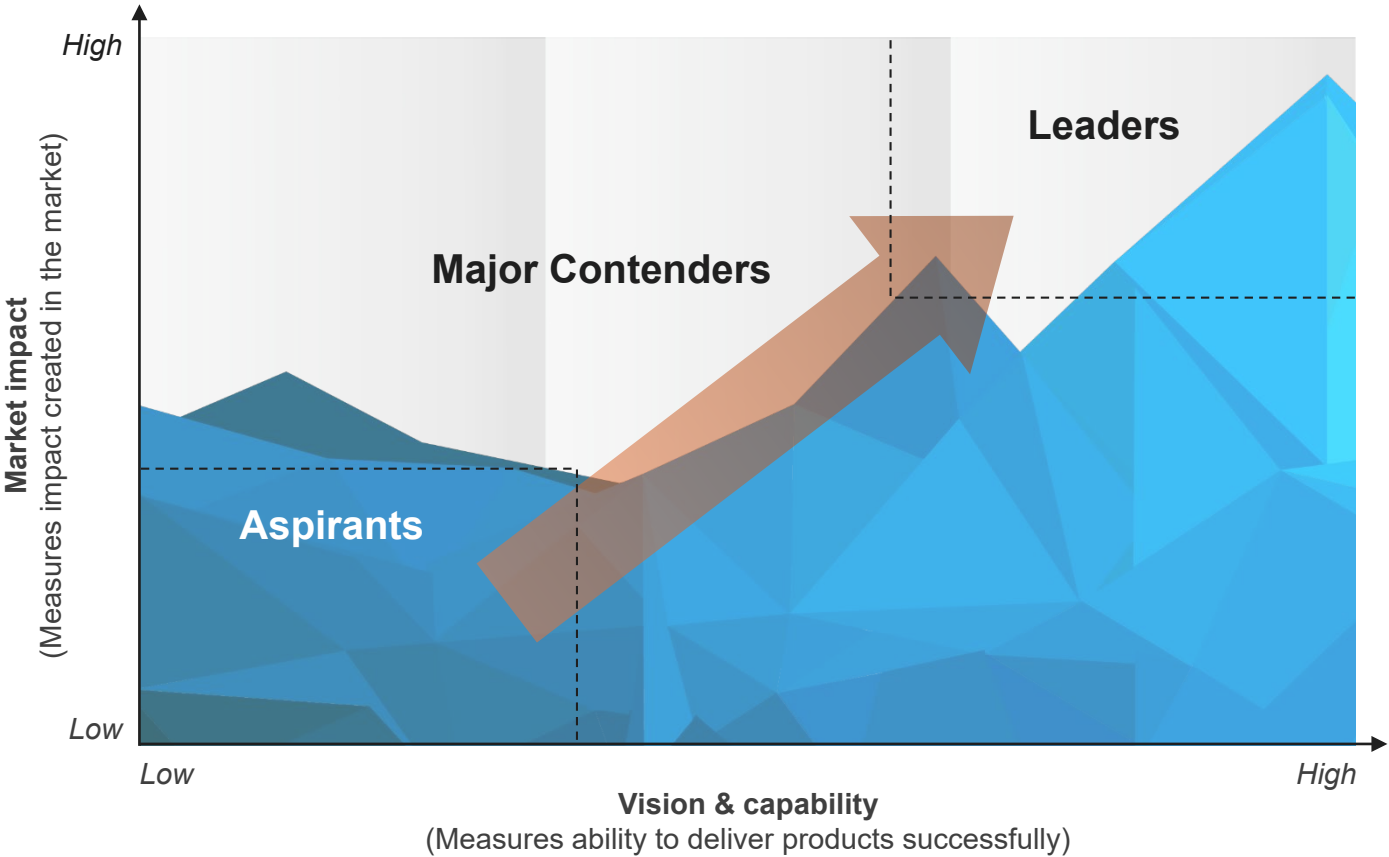 High
Leaders
Major Contenders
Market impact
(Measures impact created in the market)
Aspirants
Low
Low
High
Vision & capability
(Measures ability to deliver products successfully)